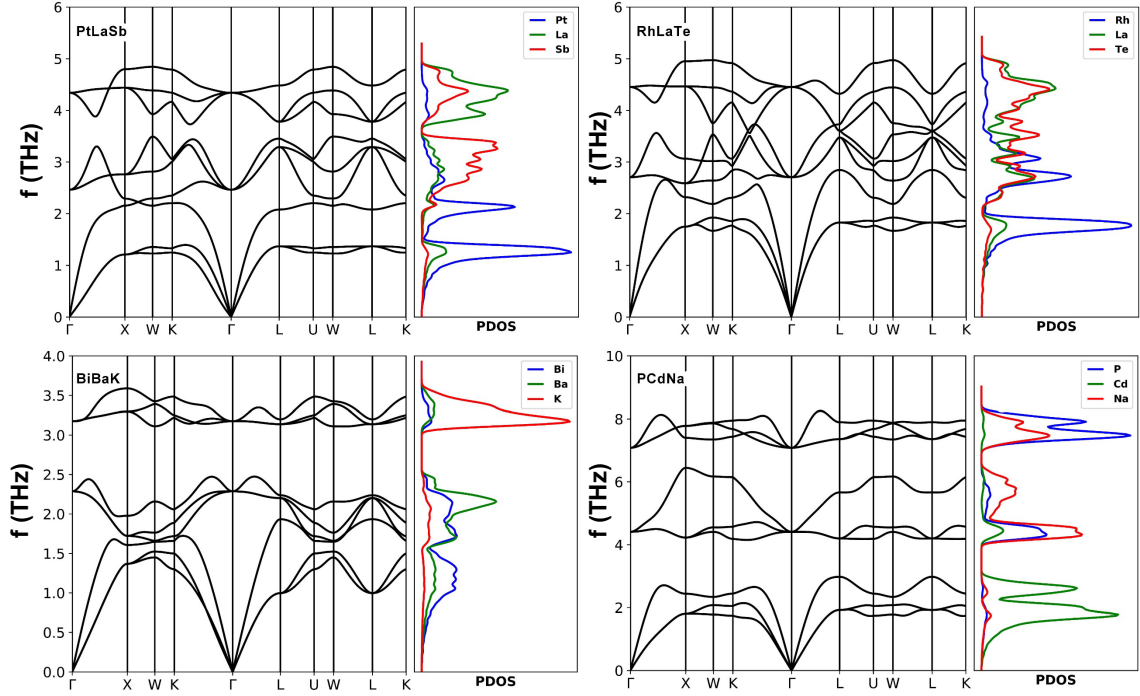 PtLaSb
f (THz)
6
5
4
3
2
1
0
Γ X W K Γ L U W L K
Pt
La
Sb
PDOS
RhLaTe
f (THz)
6
5
4
3
2
1
0
Γ X W K Γ L U W L K
Rh
La
Te
PDOS
BiBaK
f (THz)
4.0
3.5
3.0
2.5
2.0
1.5
1.0
0.5
0.0
Γ X W K Γ L U W L K
Bi
Ba
K
PDOS
PCdNa
f (THz)
10
8
6
4
2
0
Γ X W K Γ L U W L K
P
Cd
Na
PDOS